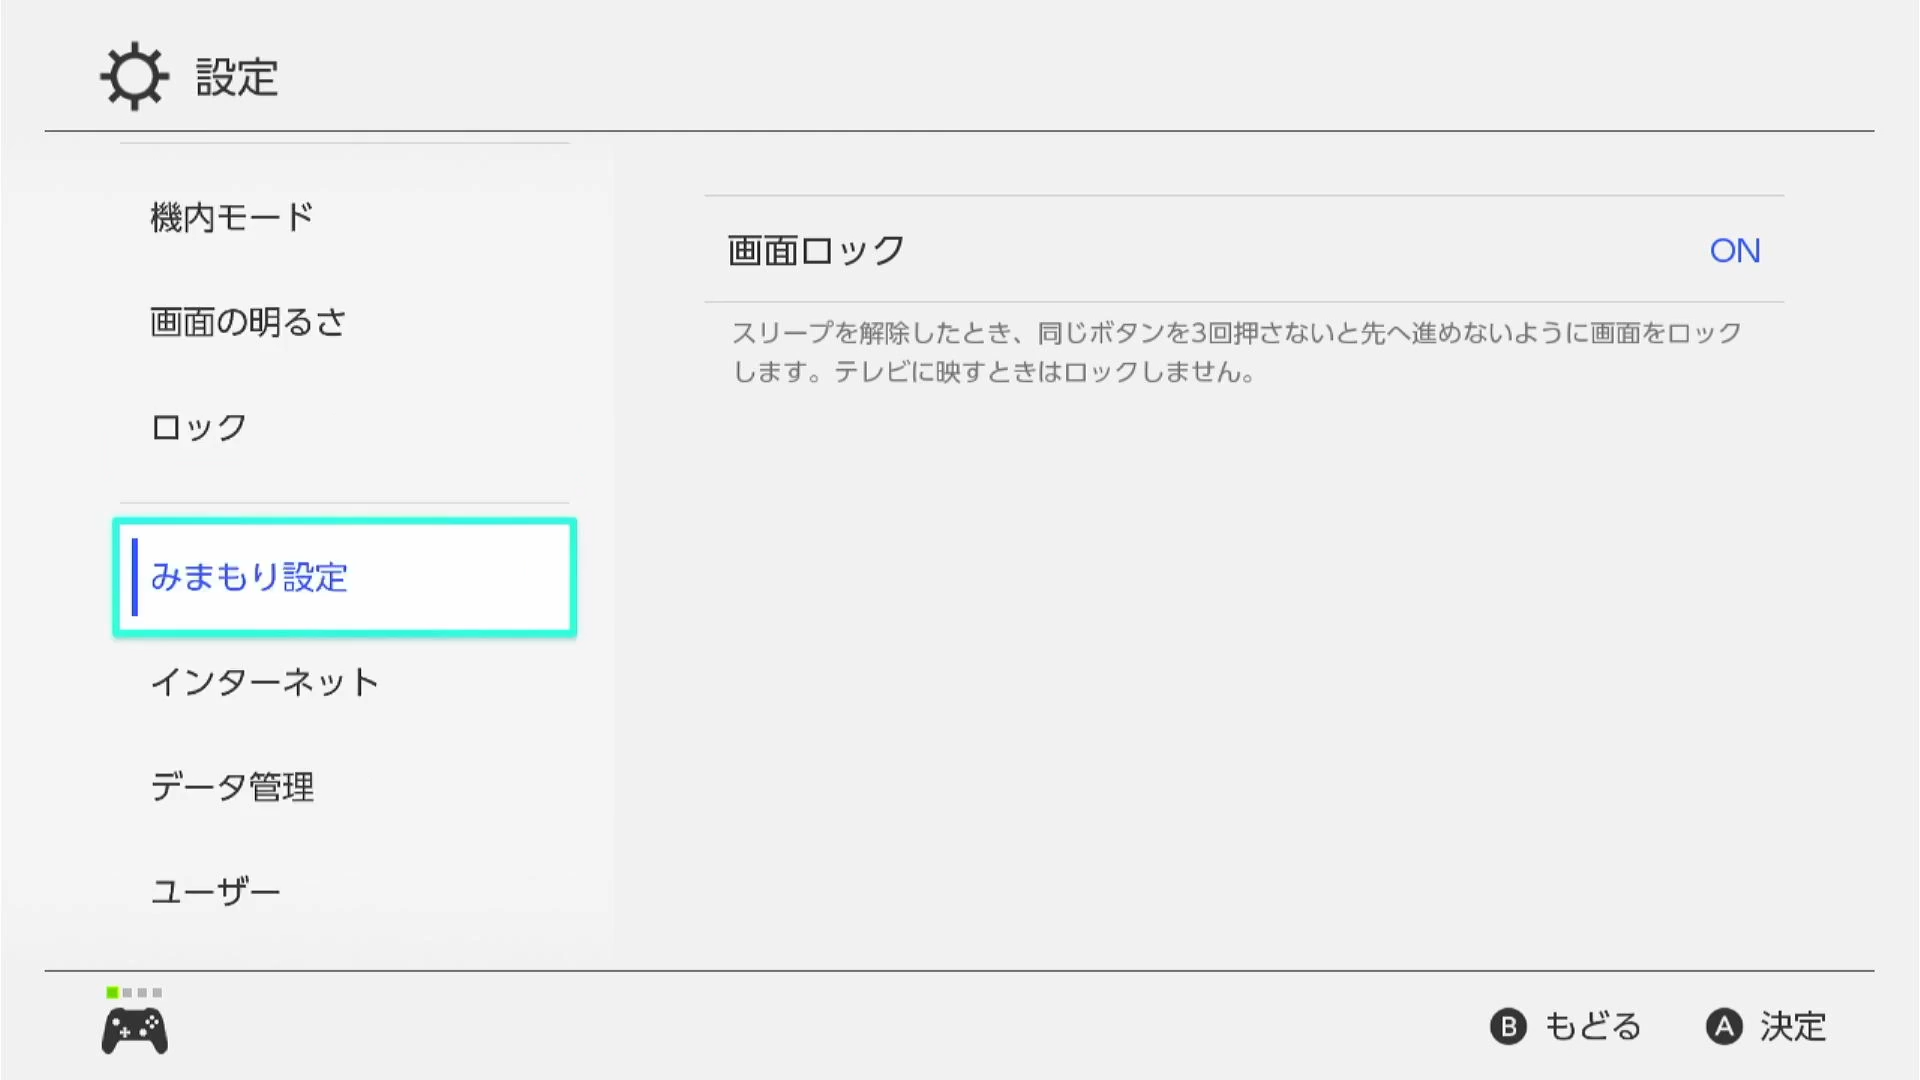 設定
機内モード
画面の明るさ
ロック
みまもり設定
インターネット
データ管理
ユーザー
画面ロック ON
スリープを解除したとき、同じボタンを3回押さないと先へ進めないように画面をロック
します。テレビに映すときはロックしません。
B もどる A 決定